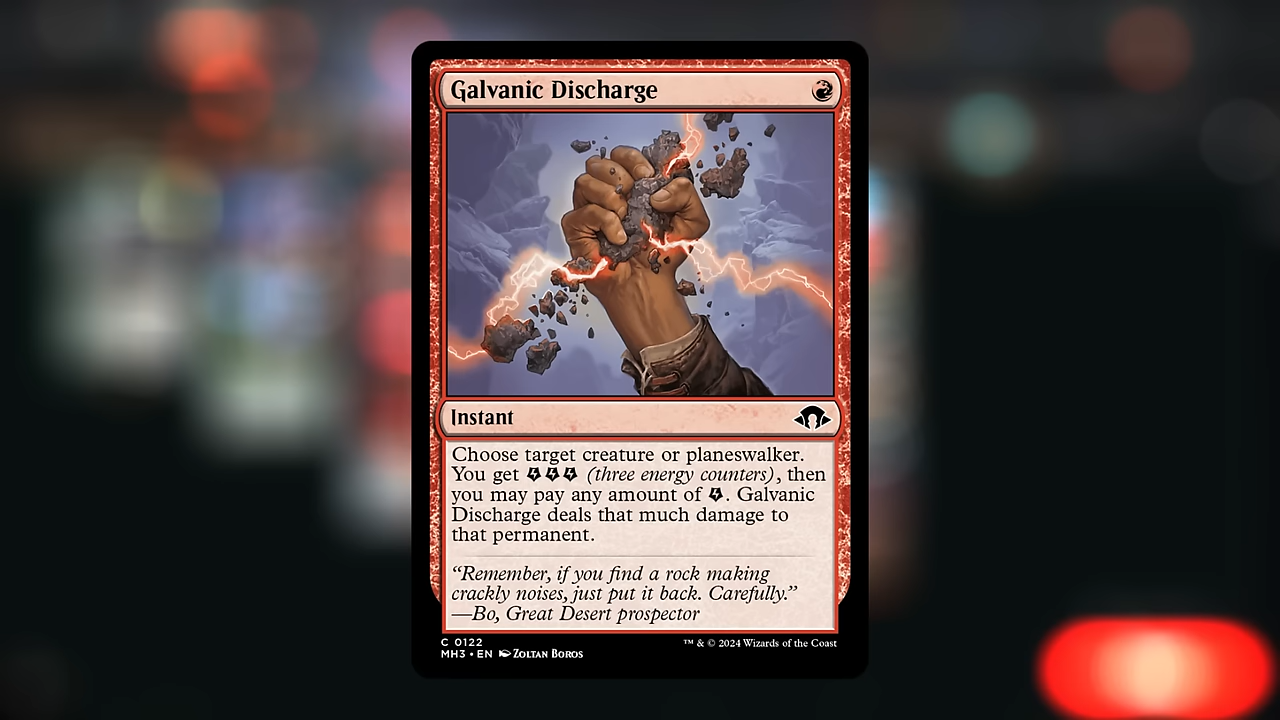 Galvanic Discharge
Instant
Choose target creature or planeswalker.
You get (three energy counters), then
you may pay any amount of . Galvanic
Discharge deals that much damage to
that permanent.
“Remember, if you find a rock making
crackly noises, just put it back. Carefully.”
—Bo, Great Desert prospector
C 0122
MH3 • EN Zoltan Boros
™ & © 2024 Wizards of the Coast